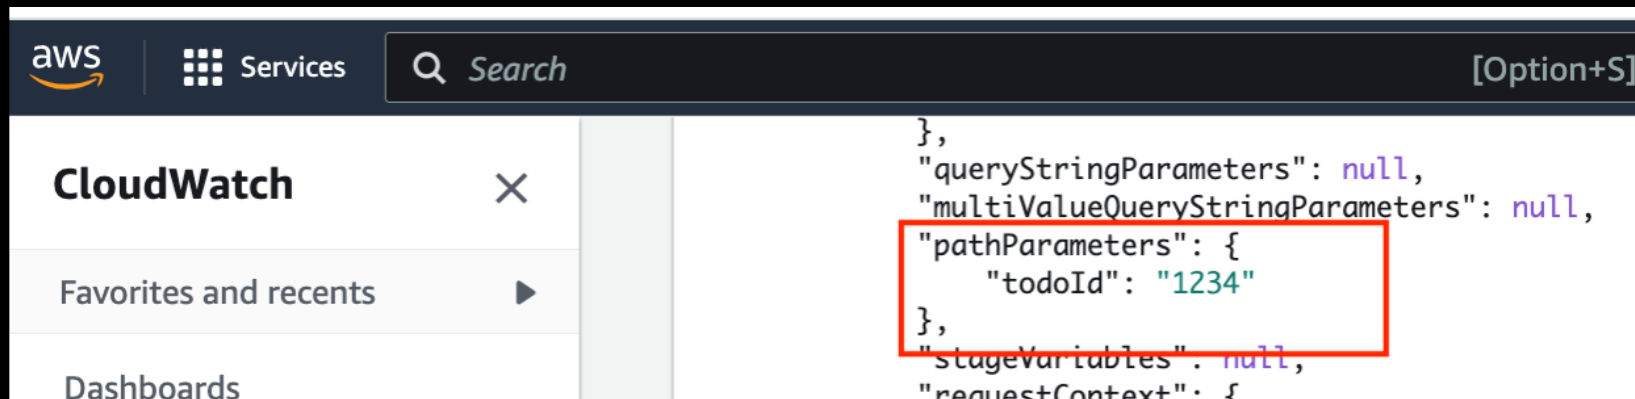 aws
Services
Search
[Option+S]
CloudWatch
Favorites and recents
Dashboards
},
"queryStringParameters": null,
"multiValueQueryStringParameters": null,
"pathParameters": {
"todoId": "1234"
},
"stageVariables": null,
"requestContext": {